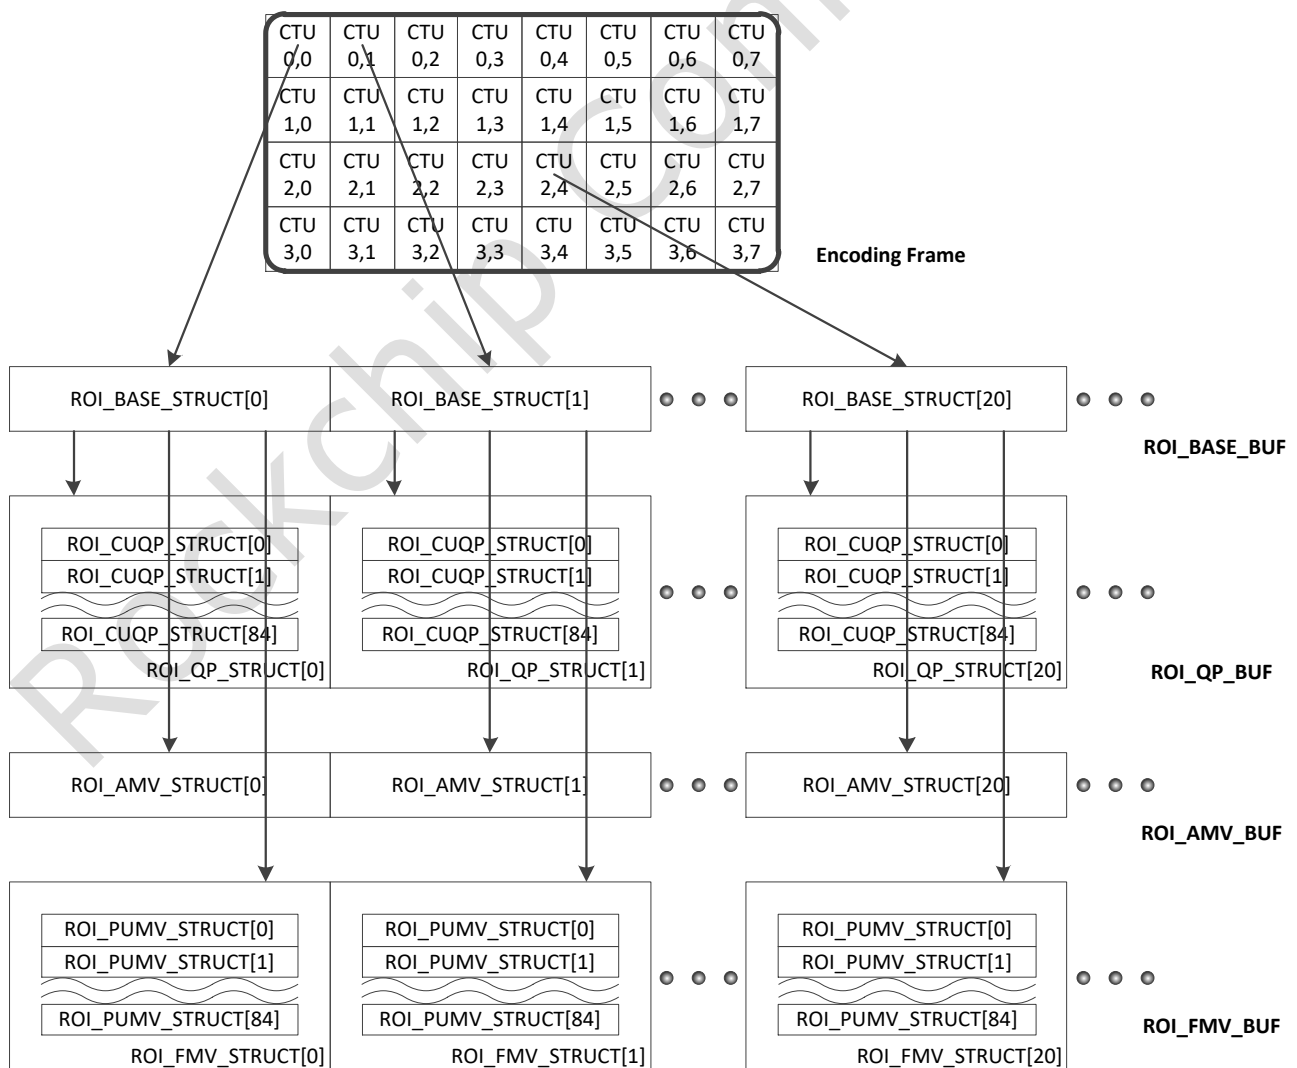 CTU CTU CTU CTU CTU CTU CTU CTU
0,0 0,1 0,2 0,3 0,4 0,5 0,6 0,7
CTU CTU CTU CTU CTU CTU CTU CTU
1,0 1,1 1,2 1,3 1,4 1,5 1,6 1,7
CTU CTU CTU CTU CTU CTU CTU CTU
2,0 2,1 2,2 2,3 2,4 2,5 2,6 2,7
CTU CTU CTU CTU CTU CTU CTU CTU
3,0 3,1 3,2 3,3 3,4 3,5 3,6 3,7
Encoding Frame
ROI_BASE_STRUCT[0] ROI_BASE_STRUCT[1] ROI_BASE_STRUCT[20]
ROI_BASE_BUF
ROI_CUQP_STRUCT[0] ROI_CUQP_STRUCT[0] ROI_CUQP_STRUCT[0]
ROI_CUQP_STRUCT[1] ROI_CUQP_STRUCT[1] ROI_CUQP_STRUCT[1]
ROI_CUQP_STRUCT[84] ROI_CUQP_STRUCT[84] ROI_CUQP_STRUCT[84]
ROI_QP_STRUCT[0] ROI_QP_STRUCT[1] ROI_QP_STRUCT[20]
ROI_QP_BUF
ROI_AMV_STRUCT[0] ROI_AMV_STRUCT[1] ROI_AMV_STRUCT[20]
ROI_AMV_BUF
ROI_PUMV_STRUCT[0] ROI_PUMV_STRUCT[0] ROI_PUMV_STRUCT[0]
ROI_PUMV_STRUCT[1] ROI_PUMV_STRUCT[1] ROI_PUMV_STRUCT[1]
ROI_PUMV_STRUCT[84] ROI_PUMV_STRUCT[84] ROI_PUMV_STRUCT[84]
ROI_FMV_BUF
ROI_FMV_STRUCT[0] ROI_FMV_STRUCT[1] ROI_FMV_STRUCT[20]
Rockchip